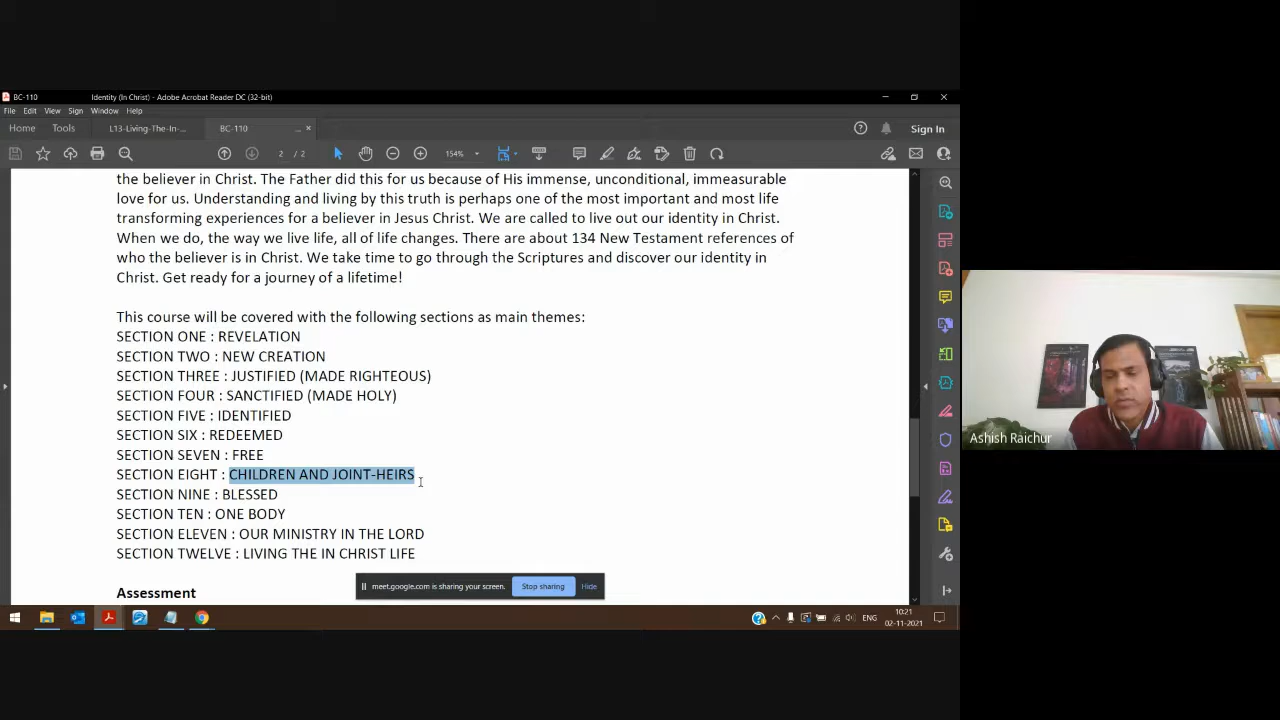 BC-110 Identity (In Christ) - Adobe Acrobat Reader DC (32-bit)
File Edit View Sign Window Help
Home Tools L13-Living-The-In-... BC-110 ... × Sign In
2 / 2 154%
the believer in Christ. The Father did this for us because of His immense, unconditional, immeasurable
love for us. Understanding and living by this truth is perhaps one of the most important and most life
transforming experiences for a believer in Jesus Christ. We are called to live out our identity in Christ.
When we do, the way we live life, all of life changes. There are about 134 New Testament references of
who the believer is in Christ. We take time to go through the Scriptures and discover our identity in
Christ. Get ready for a journey of a lifetime!
This course will be covered with the following sections as main themes:
SECTION ONE : REVELATION
SECTION TWO : NEW CREATION
SECTION THREE : JUSTIFIED (MADE RIGHTEOUS)
SECTION FOUR : SANCTIFIED (MADE HOLY)
SECTION FIVE : IDENTIFIED
SECTION SIX : REDEEMED
SECTION SEVEN : FREE
SECTION EIGHT : CHILDREN AND JOINT-HEIRS
SECTION NINE : BLESSED
SECTION TEN : ONE BODY
SECTION ELEVEN : OUR MINISTRY IN THE LORD
SECTION TWELVE : LIVING THE IN CHRIST LIFE
Assessment
meet.google.com is sharing your screen. Stop sharing Hide
ENG 10:21
02-11-2021
Ashish Raichur